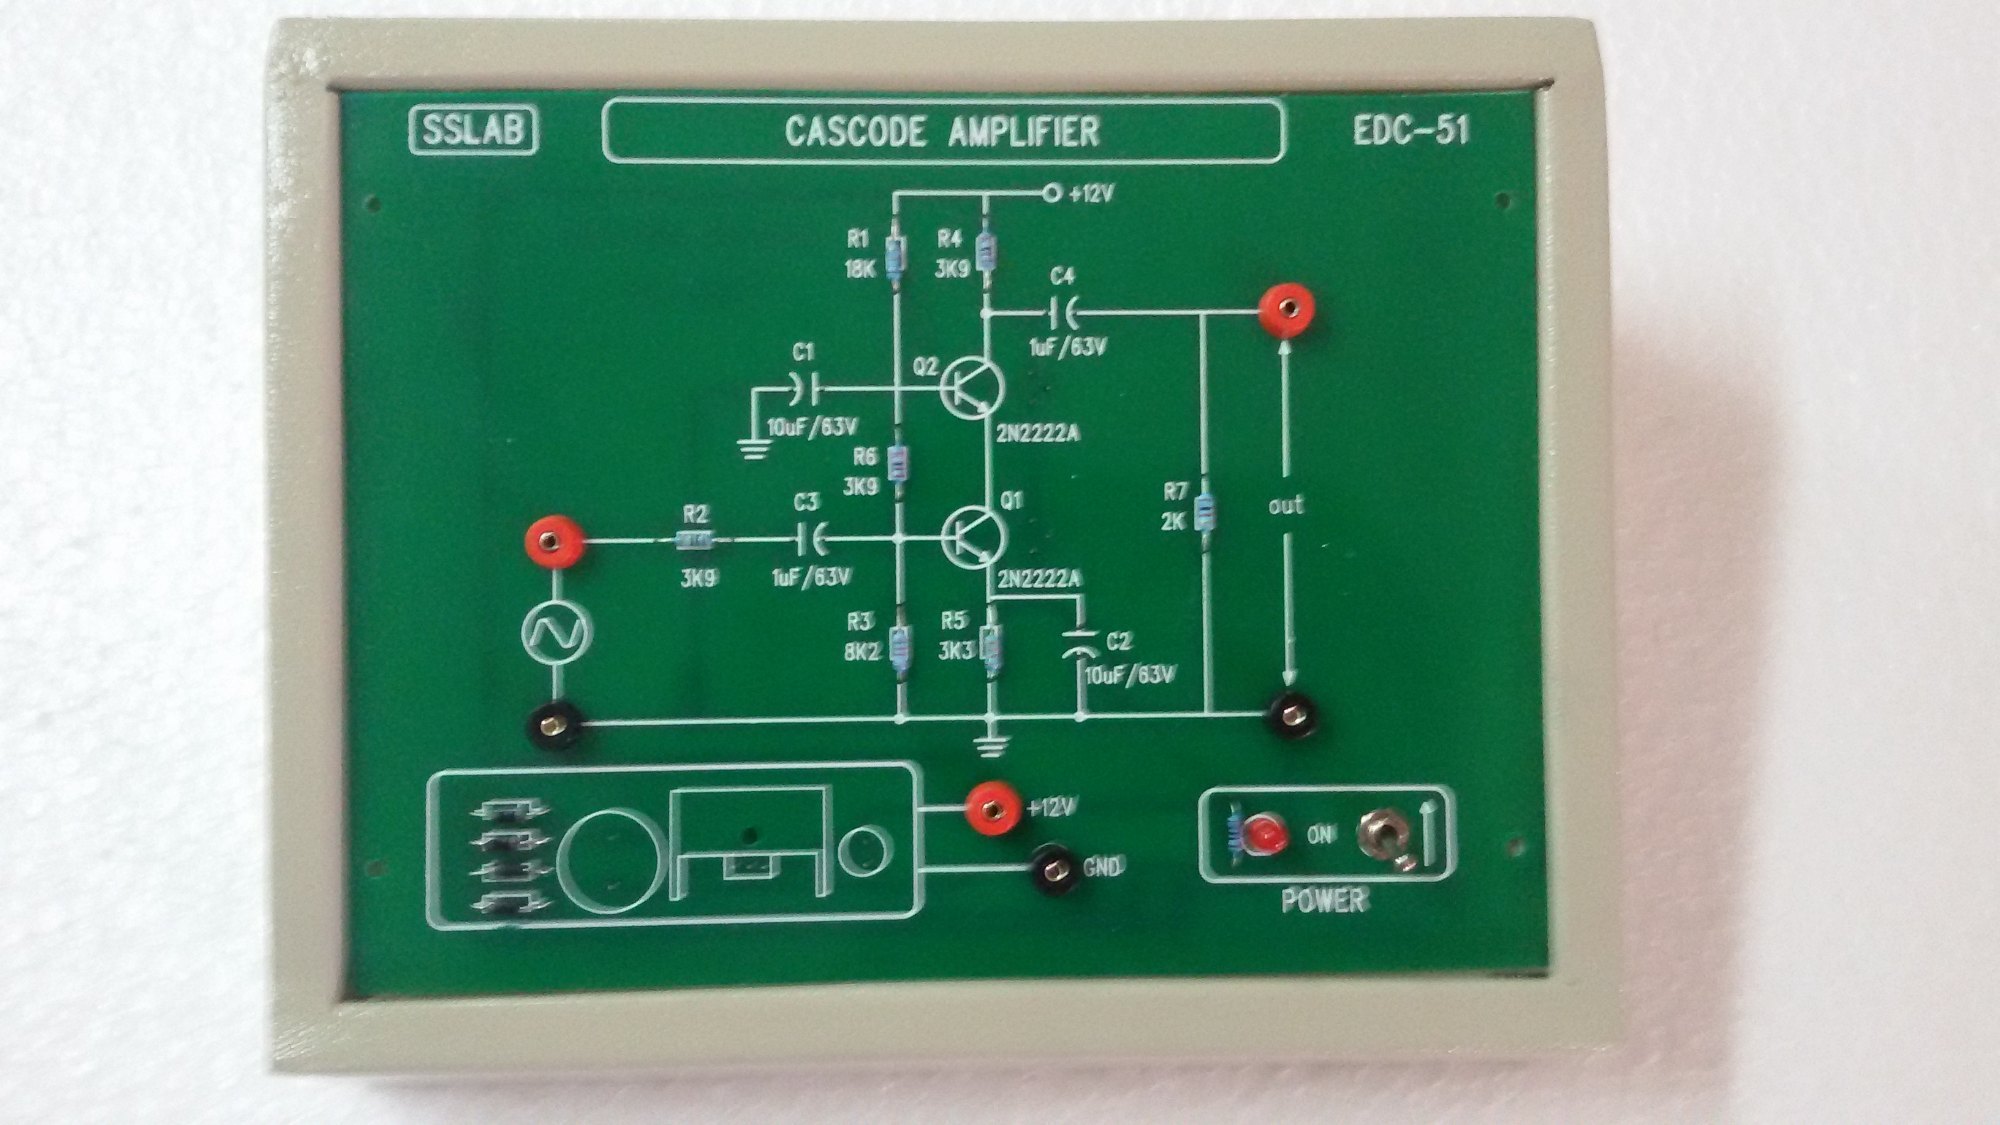 SSLAB
CASCODE AMPLIFIER
EDC-51
+12V
R1
18K
R4
3K9
C4
1uF/63V
C1
10uF/63V
Q2
2N2222A
R6
3K9
R2
3K9
C3
1uF/63V
Q1
2N2222A
R7
2K
out
R3
8K2
R5
3K3
C2
10uF/63V
+12V
GND
ON
POWER